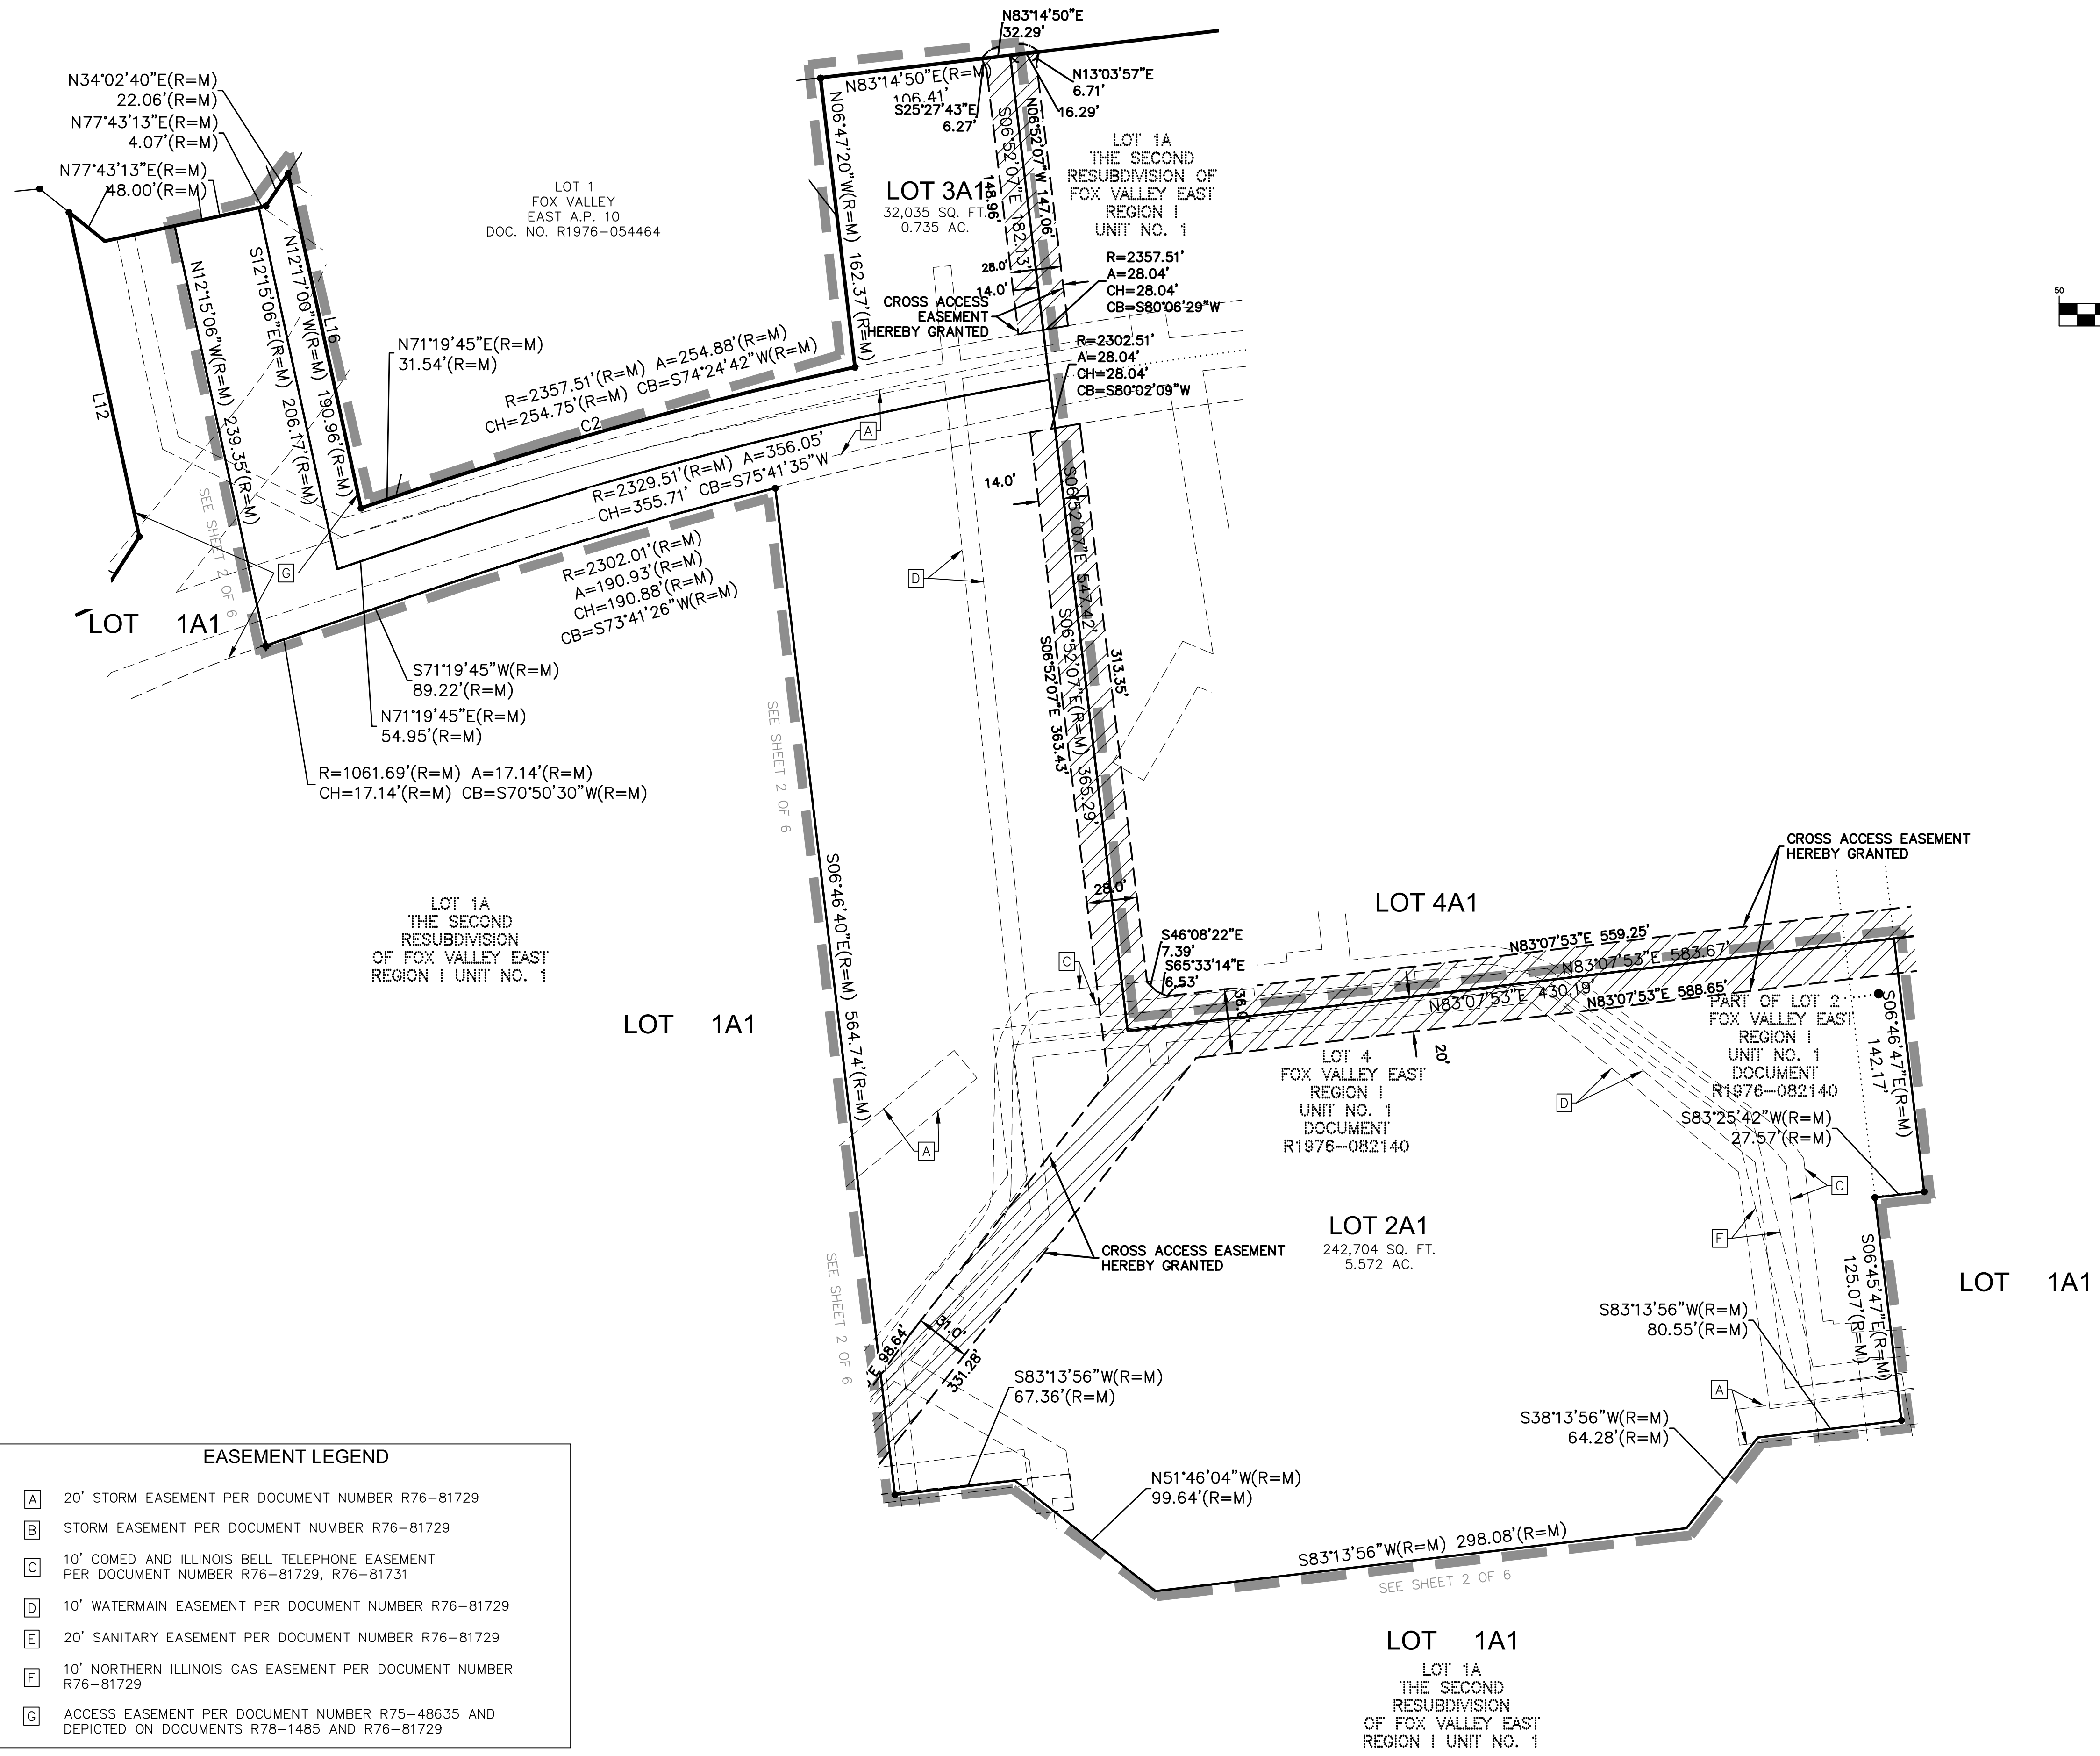 N83°14'50"E
32.29'
N34°02'40"E(R=M)
22.06'(R=M)
N77°43'13"E(R=M)
4.07'(R=M)
N77°43'13"E(R=M)
48.00'(R=M)
N83°14'50"E(R=M)
106.41'
S25°27'43"E
6.27'
N13°03'57"E
6.71'
16.29'
N06°47'20"W(R=M) 162.37'(R=M)
148.96'
S06°52'07"E 182.13'
N06°52'07"W 147.06'
LOT 1
FOX VALLEY
EAST A.P. 10
DOC. NO. R1976-054464
LOT 3A1
32,035 SQ. FT.
0.735 AC.
LOT 1A
THE SECOND
RESUBDIVISION OF
FOX VALLEY EAST
REGION I
UNIT NO. 1
28.0'
14.0'
CROSS ACCESS
EASEMENT
HEREBY GRANTED
R=2357.51'
A=28.04'
CH=28.04'
CB=S80°06'29"W
R=2302.51'
A=28.04'
CH=28.04'
CB=S80°02'09"W
50
L12
N12°15'06"W(R=M) 239.35'(R=M)
S12°15'06"E(R=M) 206.17'(R=M)
N12°17'00"W(R=M) 190.96'(R=M)
L16
N71°19'45"E(R=M)
31.54'(R=M)
R=2357.51'(R=M) A=254.88'(R=M)
CH=254.75'(R=M) CB=S74°24'42"W(R=M)
C2
A
R=2329.51'(R=M) A=356.05'
CH=355.71' CB=S75°41'35"W
R=2302.01'(R=M)
A=190.93'(R=M)
CH=190.88'(R=M)
CB=S73°41'26"W(R=M)
SEE SHEET 2 OF 6
G
LOT 1A1
S71°19'45"W(R=M)
89.22'(R=M)
N71°19'45"E(R=M)
54.95'(R=M)
R=1061.69'(R=M) A=17.14'(R=M)
CH=17.14'(R=M) CB=S70°50'30"W(R=M)
14.0'
D
S06°52'07"E 547.42'
S06°52'07"E(R=M) 365.29'
S06°52'07"E 363.43'
313.35'
28.0'
SEE SHEET 2 OF 6
S06°46'40"E(R=M) 564.74'(R=M)
LOT 1A
THE SECOND
RESUBDIVISION
OF FOX VALLEY EAST
REGION I UNIT NO. 1
LOT 1A1
C
S46°08'22"E
7.39'
S65°33'14"E
6.53'
36.0'
LOT 4A1
CROSS ACCESS EASEMENT
HEREBY GRANTED
N83°07'53"E 559.25'
N83°07'53"E 583.67'
N83°07'53"E 430.19'
N83°07'53"E 588.65'
20'
PART OF LOT 2
FOX VALLEY EAST
REGION I
UNIT NO. 1
DOCUMENT
R1976-082140
S06°46'47"E(R=M)
142.17'
LOT 4
FOX VALLEY EAST
REGION I
UNIT NO. 1
DOCUMENT
R1976-082140
D
S83°25'42"W(R=M)
27.57'(R=M)
C
F
A
LOT 2A1
242,704 SQ. FT.
5.572 AC.
CROSS ACCESS EASEMENT
HEREBY GRANTED
SEE SHEET 2 OF 6
E 98.64'
31.0'
331.28'
S06°45'47"E(R=M)
125.07'(R=M)
LOT 1A1
S83°13'56"W(R=M)
80.55'(R=M)
A
S83°13'56"W(R=M)
67.36'(R=M)
S38°13'56"W(R=M)
64.28'(R=M)
N51°46'04"W(R=M)
99.64'(R=M)
S83°13'56"W(R=M) 298.08'(R=M)
SEE SHEET 2 OF 6
LOT 1A1
LOT 1A
THE SECOND
RESUBDIVISION
OF FOX VALLEY EAST
REGION I UNIT NO. 1
EASEMENT LEGEND
A 20' STORM EASEMENT PER DOCUMENT NUMBER R76-81729
B STORM EASEMENT PER DOCUMENT NUMBER R76-81729
C 10' COMED AND ILLINOIS BELL TELEPHONE EASEMENT
PER DOCUMENT NUMBER R76-81729, R76-81731
D 10' WATERMAIN EASEMENT PER DOCUMENT NUMBER R76-81729
E 20' SANITARY EASEMENT PER DOCUMENT NUMBER R76-81729
F 10' NORTHERN ILLINOIS GAS EASEMENT PER DOCUMENT NUMBER
R76-81729
G ACCESS EASEMENT PER DOCUMENT NUMBER R75-48635 AND
DEPICTED ON DOCUMENTS R78-1485 AND R76-81729